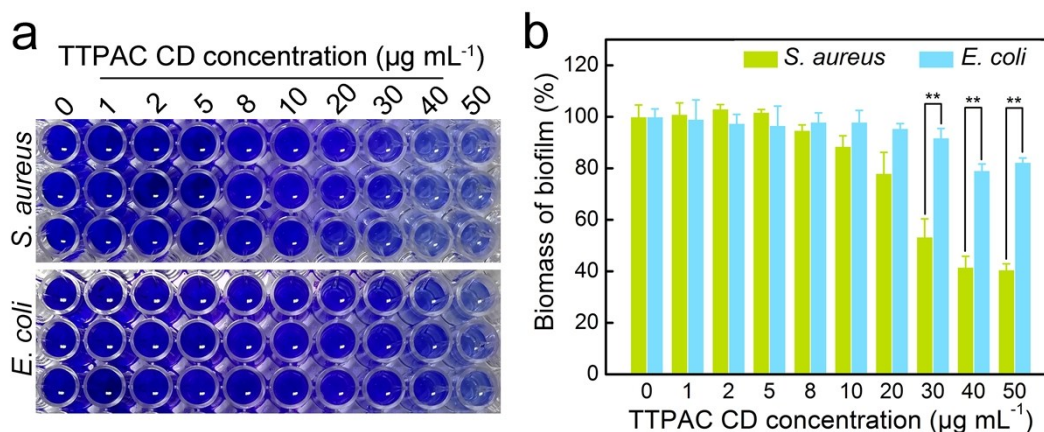 a
TTPAC CD concentration (µg mL⁻¹)
0 1 2 5 8 10 20 30 40 50
S. aureus
E. coli
b
S. aureus E. coli
Biomass of biofilm (%)
120
100
80
60
40
20
0
** ** **
0 1 2 5 8 10 20 30 40 50
TTPAC CD concentration (µg mL⁻¹)